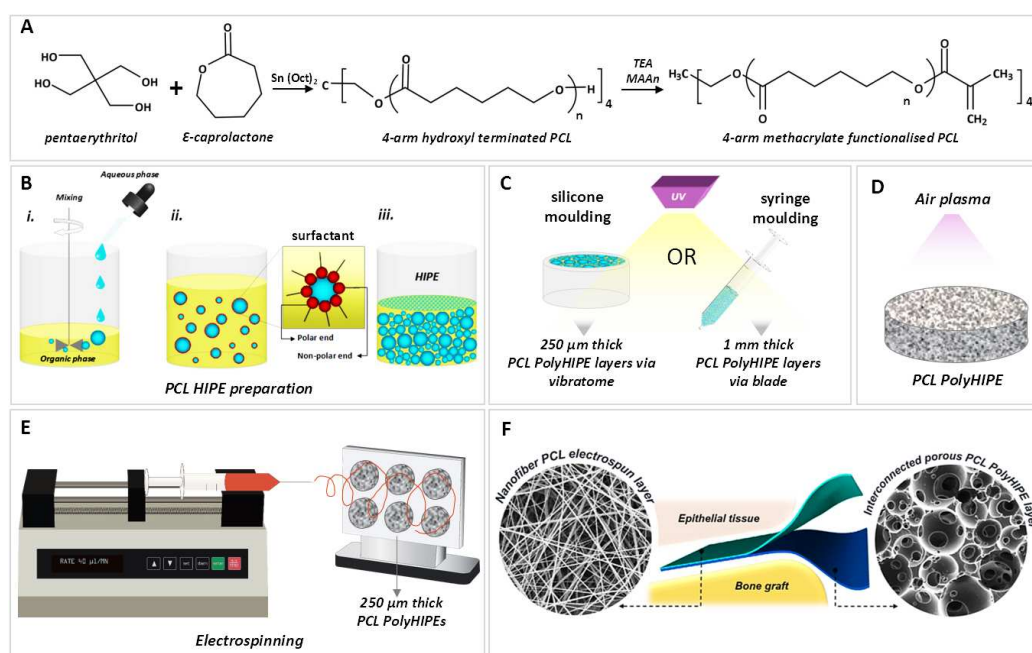 A
HO
HO
OH
OH
pentaerythritol
+
O
O
Ɛ-caprolactone
Sn (Oct)₂
C
O
O
O
H
n
4
4-arm hydroxyl terminated PCL
TEA
MAAn
H₃C
O
O
O
n
O
CH₃
CH₂
4
4-arm methacrylate functionalised PCL
B
Aqueous phase
Mixing
i.
Organic phase
ii.
surfactant
Polar end
Non-polar end
iii.
HIPE
PCL HIPE preparation
C
UV
silicone
moulding
OR
syringe
moulding
250 µm thick
PCL PolyHIPE layers via
vibratome
1 mm thick
PCL PolyHIPE layers
via blade
D
Air plasma
PCL PolyHIPE
E
RATE 40 µl/MN
250 µm thick
PCL PolyHIPEs
Electrospinning
F
Nanofiber PCL electrospun layer
Epithelial tissue
Bone graft
Interconnected porous PCL PolyHIPE layer